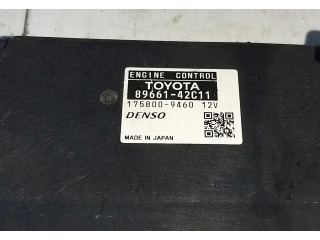 ENGINE CONTROL
TOYOTA
89661-42C11
175800-9460 12V
DENSO
MADE IN JAPAN